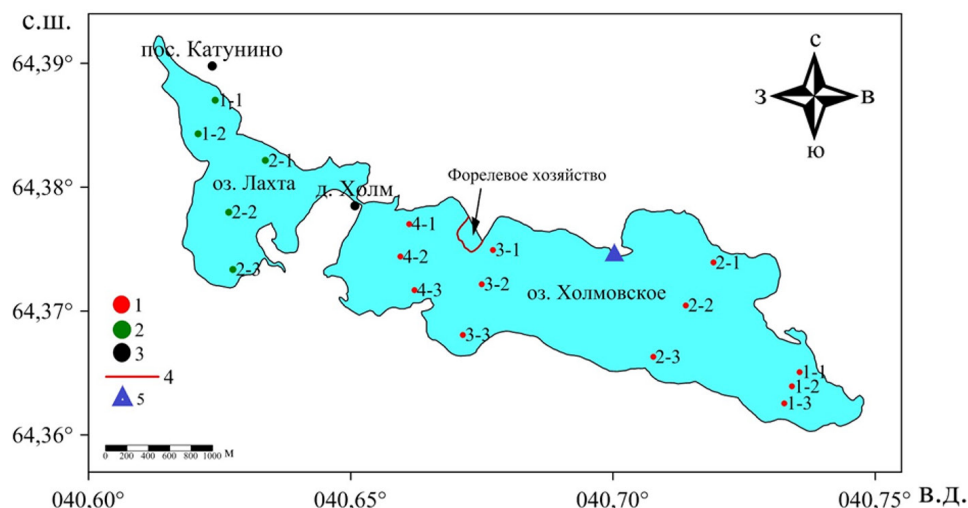 с.ш.
пос. Катунино
64,39°
с
з
в
ю
1-1
1-2
2-1
64,38°
оз. Лахта
д. Холм
Форелевое хозяйство
2-2
4-1
3-1
4-2
2-1
2-3
3-2
оз. Холмовское
4-3
2-2
1
64,37°
2
3-3
3
2-3
4
1-1
1-2
5
1-3
64,36°
0 200 400 600 800 1000 м
040,60° 040,65° 040,70° 040,75° в.д.